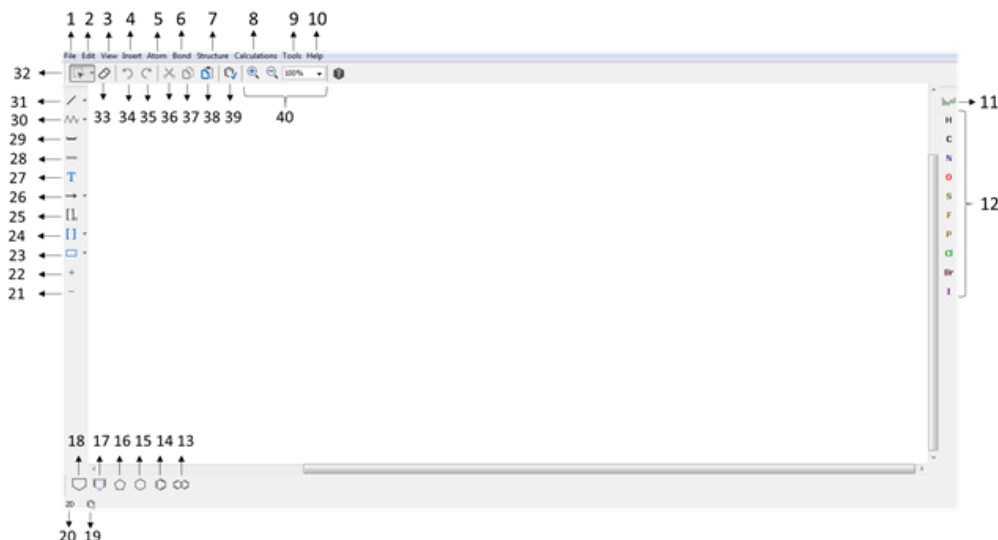 1 2 3 4 5 6 7 8 9 10
File Edit View Insert Atom Bond Structure Calculations Tools Help
32 100%
31 11
30 33 34 35 36 37 38 39 40 H
29 C
28 N
27 T O
26 S 12
25 [ ]n F
24 [ ] P
23 Cl
22 + Br
21 - I
18 17 16 15 14 13
2D
20 19